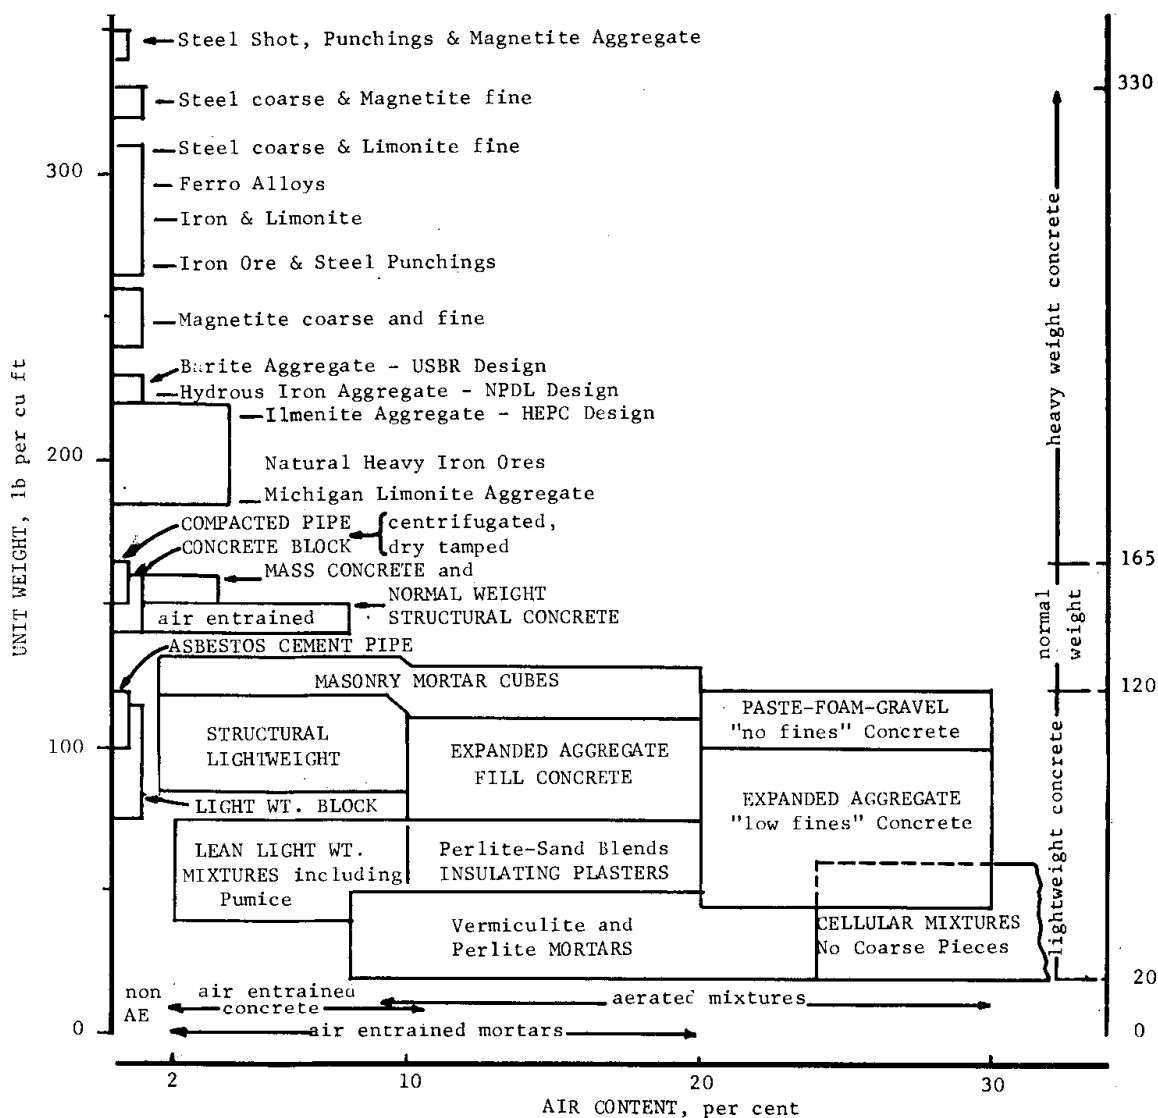 Steel Shot, Punchings & Magnetite Aggregate
Steel coarse & Magnetite fine
330
Steel coarse & Limonite fine
300
Ferro Alloys
Iron & Limonite
Iron Ore & Steel Punchings
Magnetite coarse and fine
heavy weight concrete
Barite Aggregate - USBR Design
Hydrous Iron Aggregate - NPDL Design
Ilmenite Aggregate - HEPC Design
UNIT WEIGHT, lb per cu ft
200
Natural Heavy Iron Ores
Michigan Limonite Aggregate
COMPACTED PIPE
CONCRETE BLOCK
centrifugated,
dry tamped
165
MASS CONCRETE and
NORMAL WEIGHT
STRUCTURAL CONCRETE
air entrained
normal
weight
ASBESTOS CEMENT PIPE
MASONRY MORTAR CUBES
120
PASTE-FOAM-GRAVEL
"no fines" Concrete
STRUCTURAL
LIGHTWEIGHT
100
EXPANDED AGGREGATE
FILL CONCRETE
LIGHT WT. BLOCK
EXPANDED AGGREGATE
"low fines" Concrete
lightweight concrete
LEAN LIGHT WT.
MIXTURES including
Pumice
Perlite-Sand Blends
INSULATING PLASTERS
Vermiculite and
Perlite MORTARS
CELLULAR MIXTURES
No Coarse Pieces
20
non
AE
air entrained
concrete
aerated mixtures
air entrained mortars
0
0
2
10
20
30
AIR CONTENT, per cent